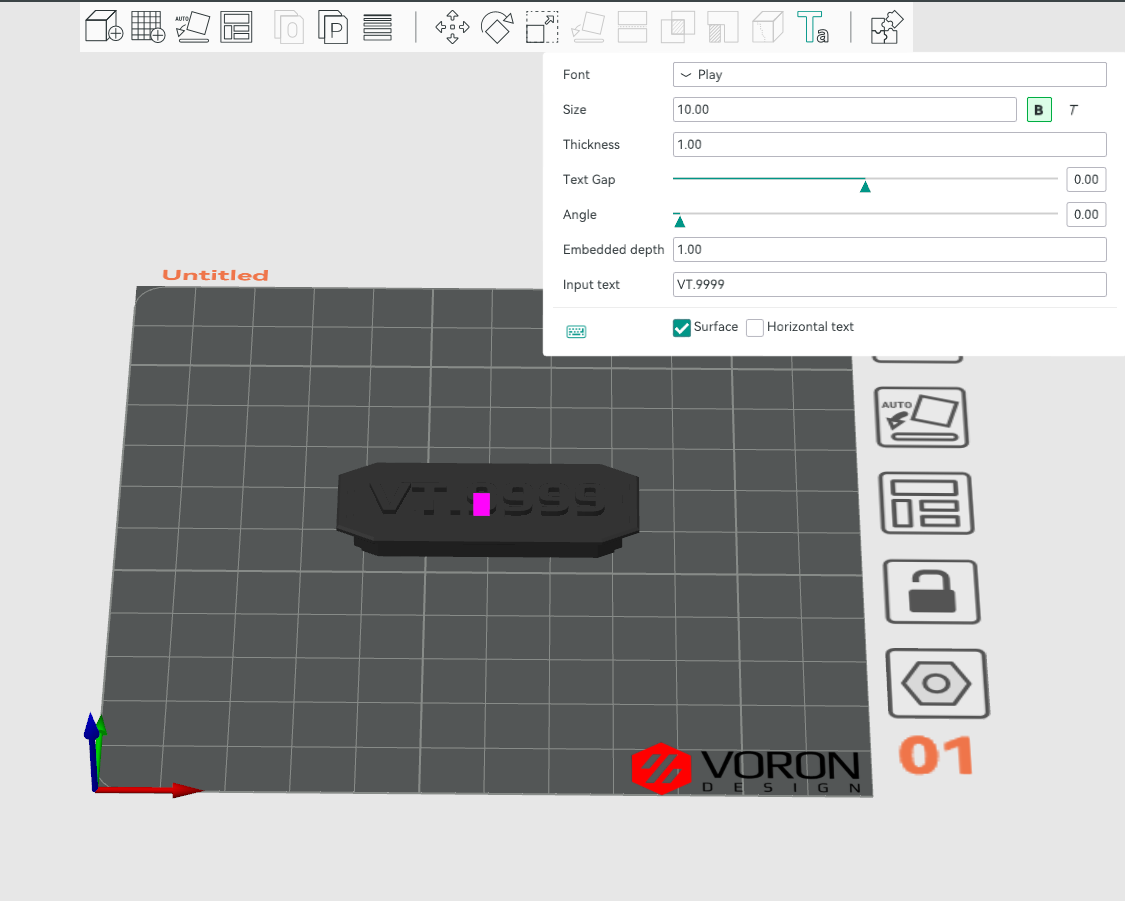 AUTO
O
P
Ta
Font
Play
Size
10.00
B
T
Thickness
1.00
Text Gap
0.00
Angle
0.00
Embedded depth
1.00
Input text
VT.9999
Surface
Horizontal text
Untitled
AUTO
VT.9999
01
VORON
DESIGN